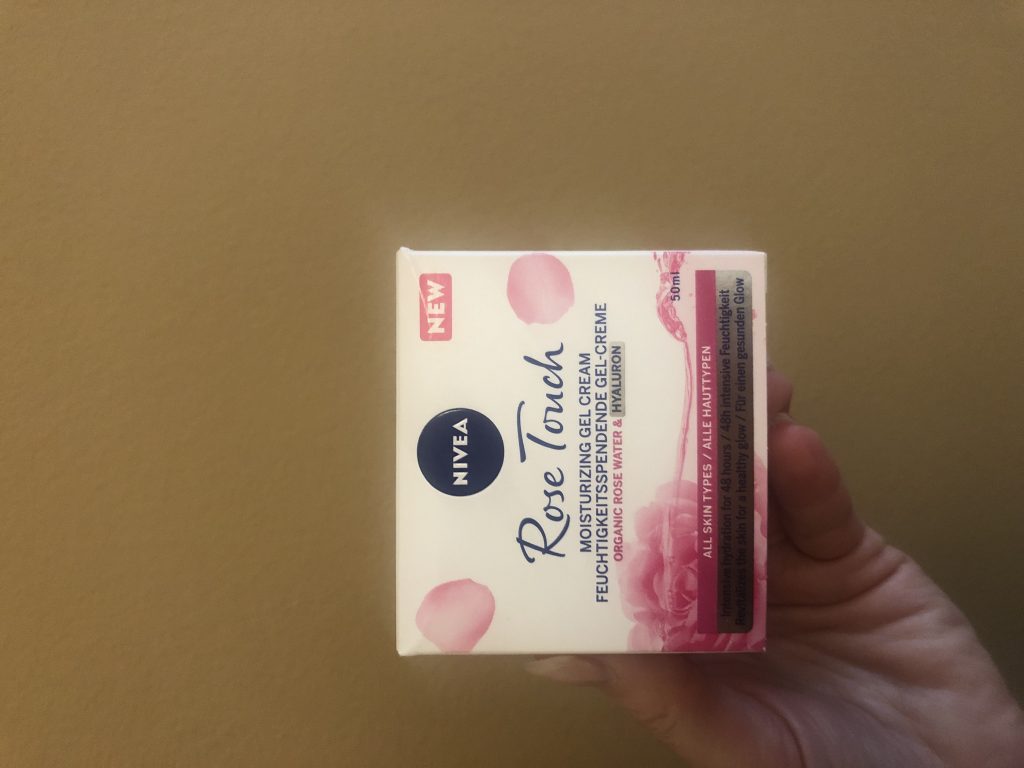 NEW
NIVEA
Rose Touch
MOISTURIZING GEL CREAM
FEUCHTIGKEITSSPENDENDE GEL-CREME
ORGANIC ROSE WATER & HYALURON
50ml
ALL SKIN TYPES / ALLE HAUTTYPEN
Intensive hydration for 48 hours / 48h intensive Feuchtigkeit
Revitalizes the skin for a healthy glow / Für einen gesunden Glow